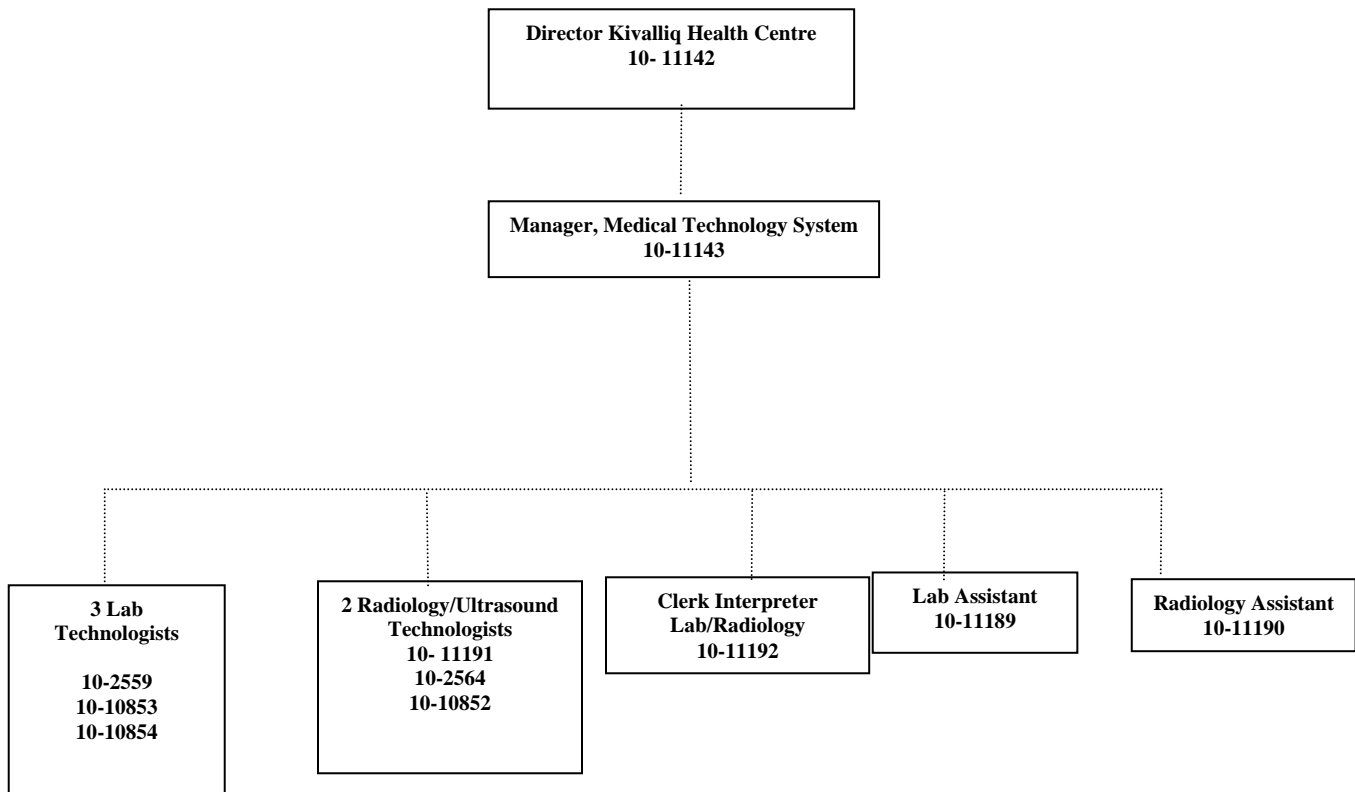 Director Kivalliq Health Centre
10- 11142
Manager, Medical Technology System
10-11143
3 Lab
Technologists
10-2559
10-10853
10-10854
2 Radiology/Ultrasound
Technologists
10- 11191
10-2564
10-10852
Clerk Interpreter
Lab/Radiology
10-11192
Lab Assistant
10-11189
Radiology Assistant
10-11190